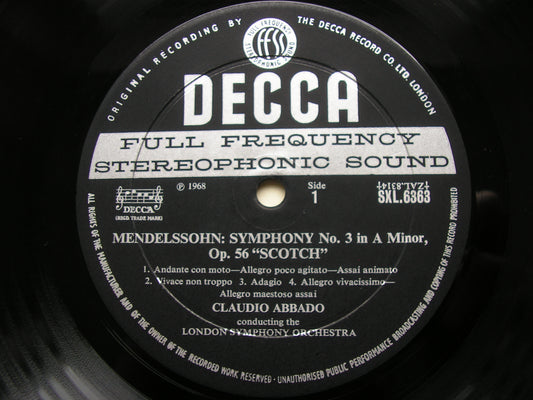 ORIGINAL RECORDING BY THE DECCA RECORD CO. LTD. LONDON
FULL FREQUENCY
ffss
STEREOPHONIC SOUND
DECCA
FULL FREQUENCY
STEREOPHONIC SOUND
DECCA
(REGD. TRADE MARK)
℗ 1968
Side
1
‡ZAL.8314‡
SXL.6363
MENDELSSOHN: SYMPHONY No. 3 in A Minor,
Op. 56 "SCOTCH"
1. Andante con moto—Allegro poco agitato—Assai animato
2. Vivace non troppo 3. Adagio 4. Allegro vivacissimo—
Allegro maestoso assai
CLAUDIO ABBADO
conducting the
LONDON SYMPHONY ORCHESTRA
ALL RIGHTS OF THE MANUFACTURER AND OF THE OWNER OF THE RECORDED WORK RESERVED · UNAUTHORISED PUBLIC PERFORMANCE BROADCASTING AND COPYING OF THIS RECORD PROHIBITED